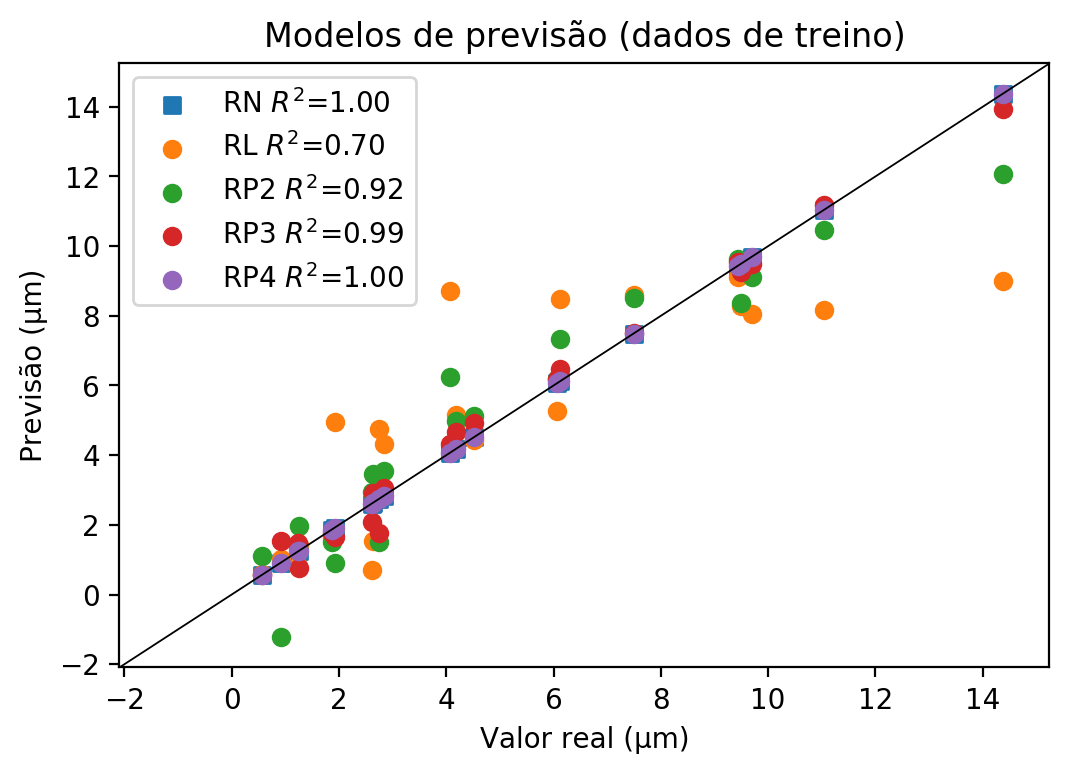 Modelos de previsão (dados de treino)
RN R²=1.00
RL R²=0.70
RP2 R²=0.92
RP3 R²=0.99
RP4 R²=1.00
14
12
10
8
6
4
2
0
−2
Previsão (μm)
−2 0 2 4 6 8 10 12 14
Valor real (μm)